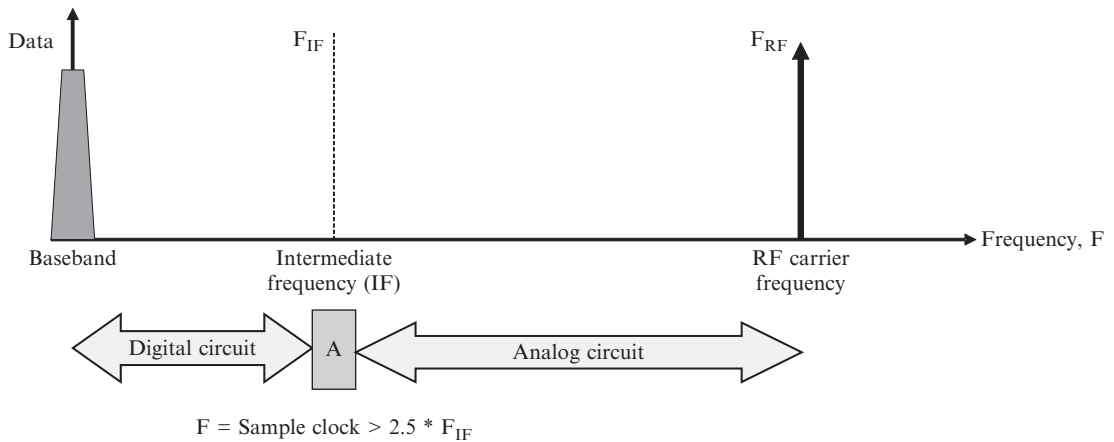 Data
F_IF
F_RF
Frequency, F
Baseband
Intermediate
frequency (IF)
RF carrier
frequency
Digital circuit
A
Analog circuit
F = Sample clock > 2.5 * F_IF